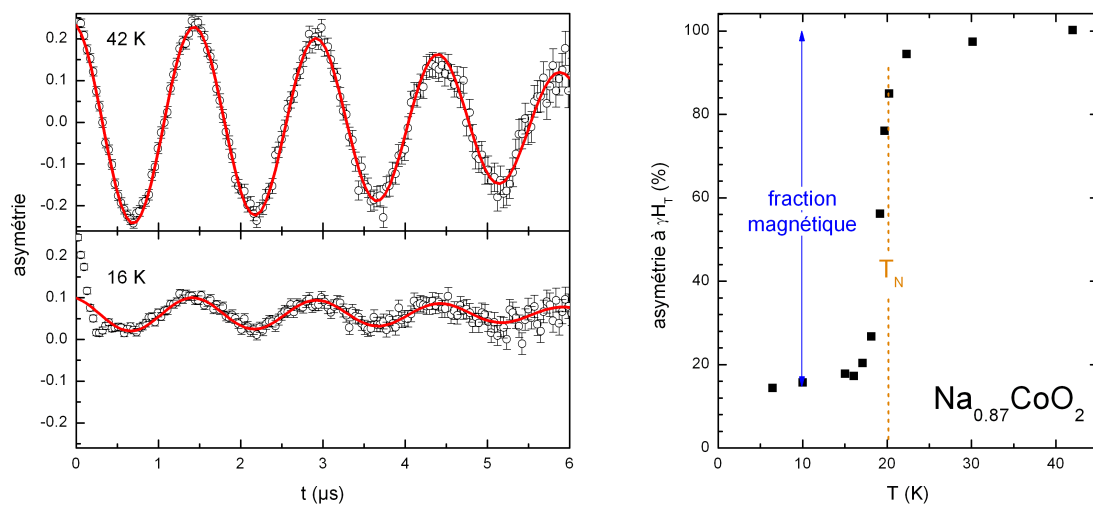 0.2
0.1
0.0
-0.1
-0.2
42 K
0.2
0.1
0.0
-0.1
-0.2
16 K
asymétrie
0 1 2 3 4 5 6
t (µs)
100
80
60
40
20
0
asymétrie à γH_T (%)
fraction
magnétique
T_N
Na_0.87CoO_2
0 10 20 30 40
T (K)